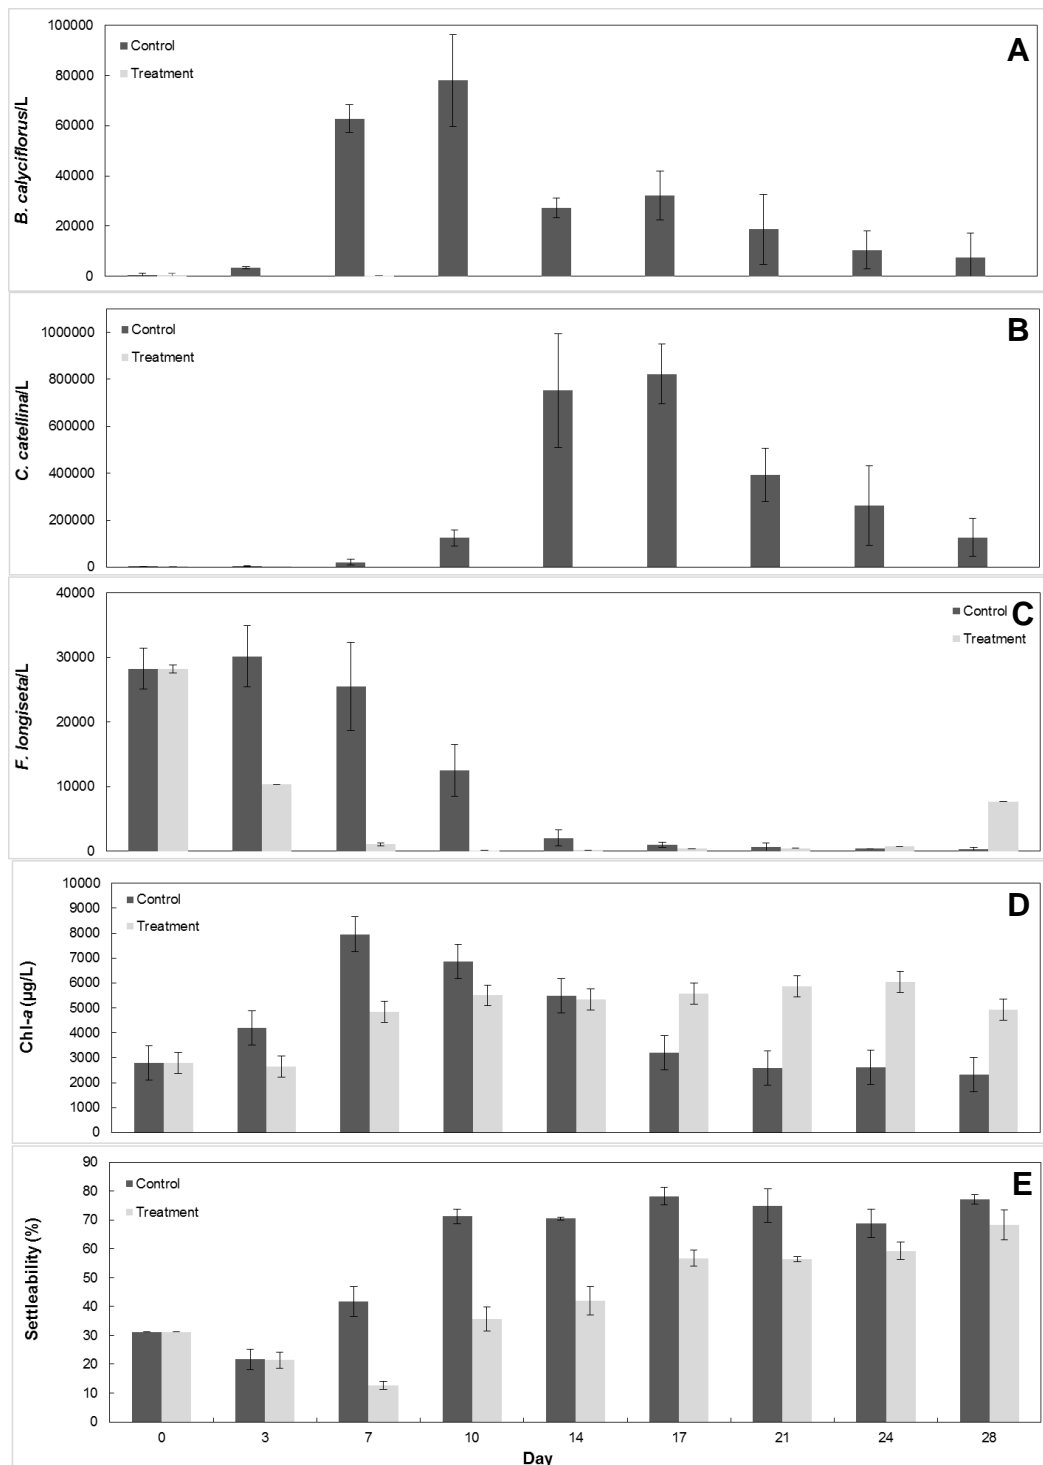 100000
80000
60000
40000
20000
0
B. calyciflorus/L
Control
Treatment
A
1000000
800000
600000
400000
200000
0
C. catellina/L
Control
Treatment
B
40000
30000
20000
10000
0
F. longiseta/L
Control
Treatment
C
10000
9000
8000
7000
6000
5000
4000
3000
2000
1000
0
Chl-a (µg/L)
Control
Treatment
D
90
80
70
60
50
40
30
20
10
0
Settleability (%)
Control
Treatment
E
0 3 7 10 14 17 21 24 28
Day